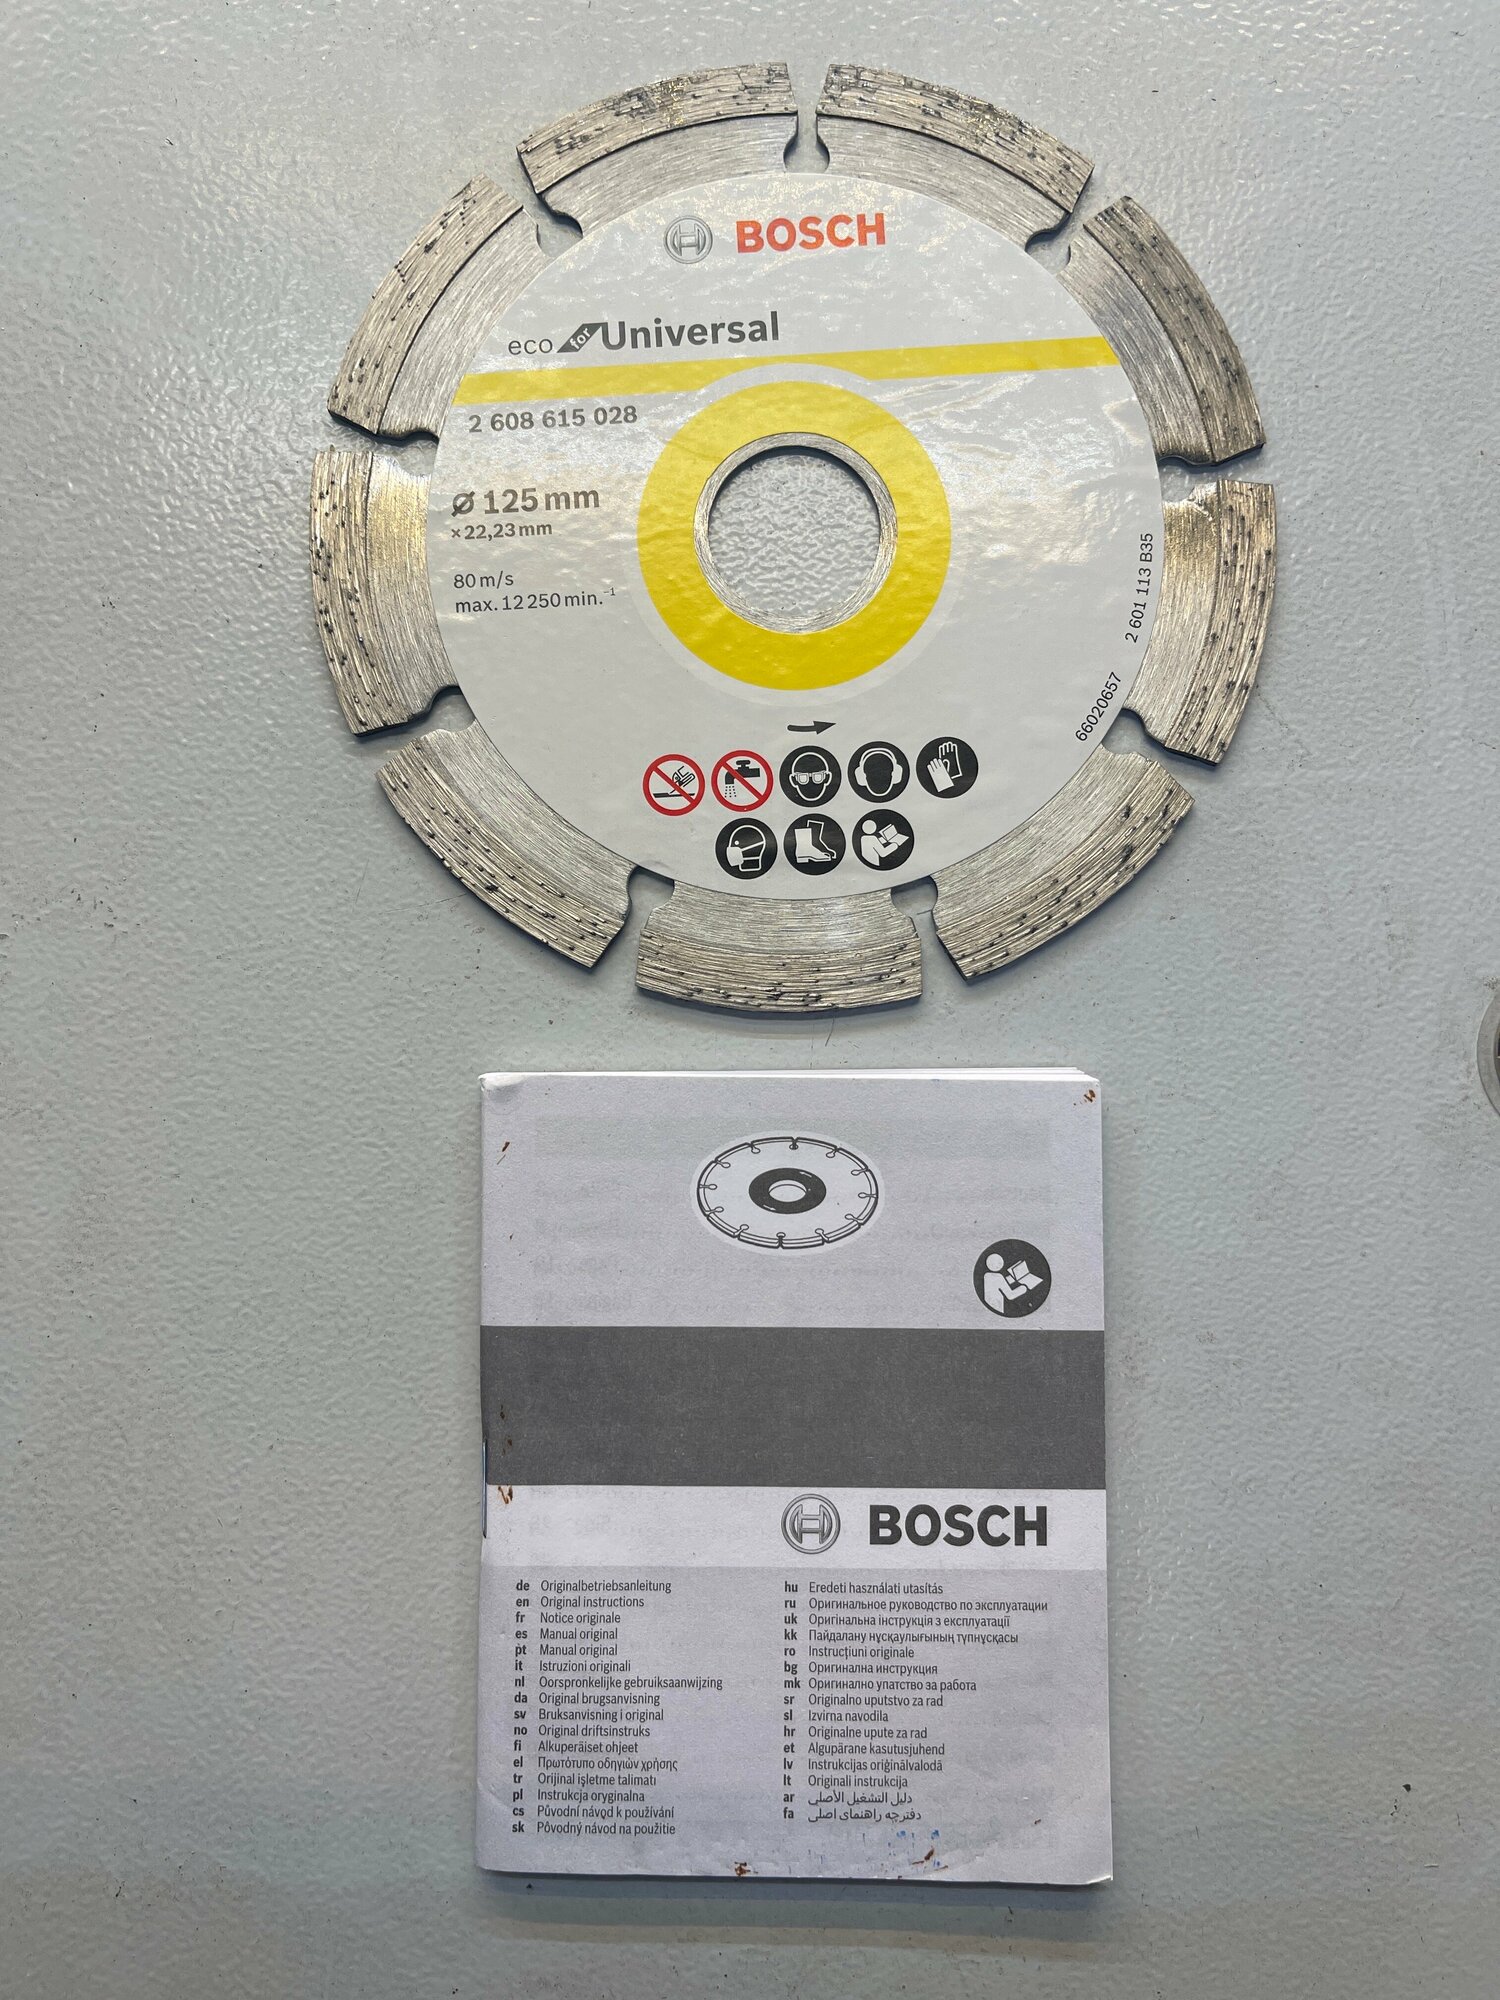 BOSCH
eco for Universal
2 608 615 028
Ø 125 mm
× 22,23 mm
80 m/s
max. 12 250 min.⁻¹
2 601 113 B35
66020657
BOSCH
de Originalbetriebsanleitung
en Original instructions
fr Notice originale
es Manual original
pt Manual original
it Istruzioni originali
nl Oorspronkelijke gebruiksaanwijzing
da Original brugsanvisning
sv Bruksanvisning i original
no Original driftsinstruks
fi Alkuperäiset ohjeet
el Πρωτότυπο οδηγιών χρήσης
tr Orijinal işletme talimatı
pl Instrukcja oryginalna
cs Původní návod k používání
sk Pôvodný návod na použitie
hu Eredeti használati utasítás
ru Оригинальное руководство по эксплуатации
uk Оригінальна інструкція з експлуатації
kk Пайдалану нұсқаулығының түпнұсқасы
ro Instrucțiuni originale
bg Оригинална инструкция
mk Оригинално упатство за работа
sr Originalno uputstvo za rad
sl Izvirna navodila
hr Originalne upute za rad
et Algupärane kasutusjuhend
lv Instrukcijas oriģinālvalodā
lt Originali instrukcija
ar دليل التشغيل الأصلي
fa دفترچه راهنمای اصلی